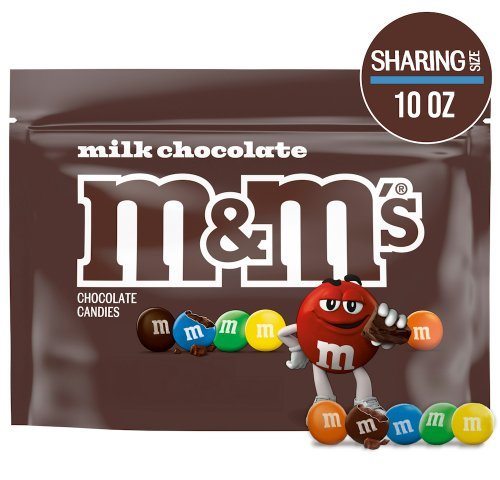 SHARING SIZE
10 OZ
milk chocolate
m&m's®
CHOCOLATE
CANDIES
m m m m m
m
m m m m m